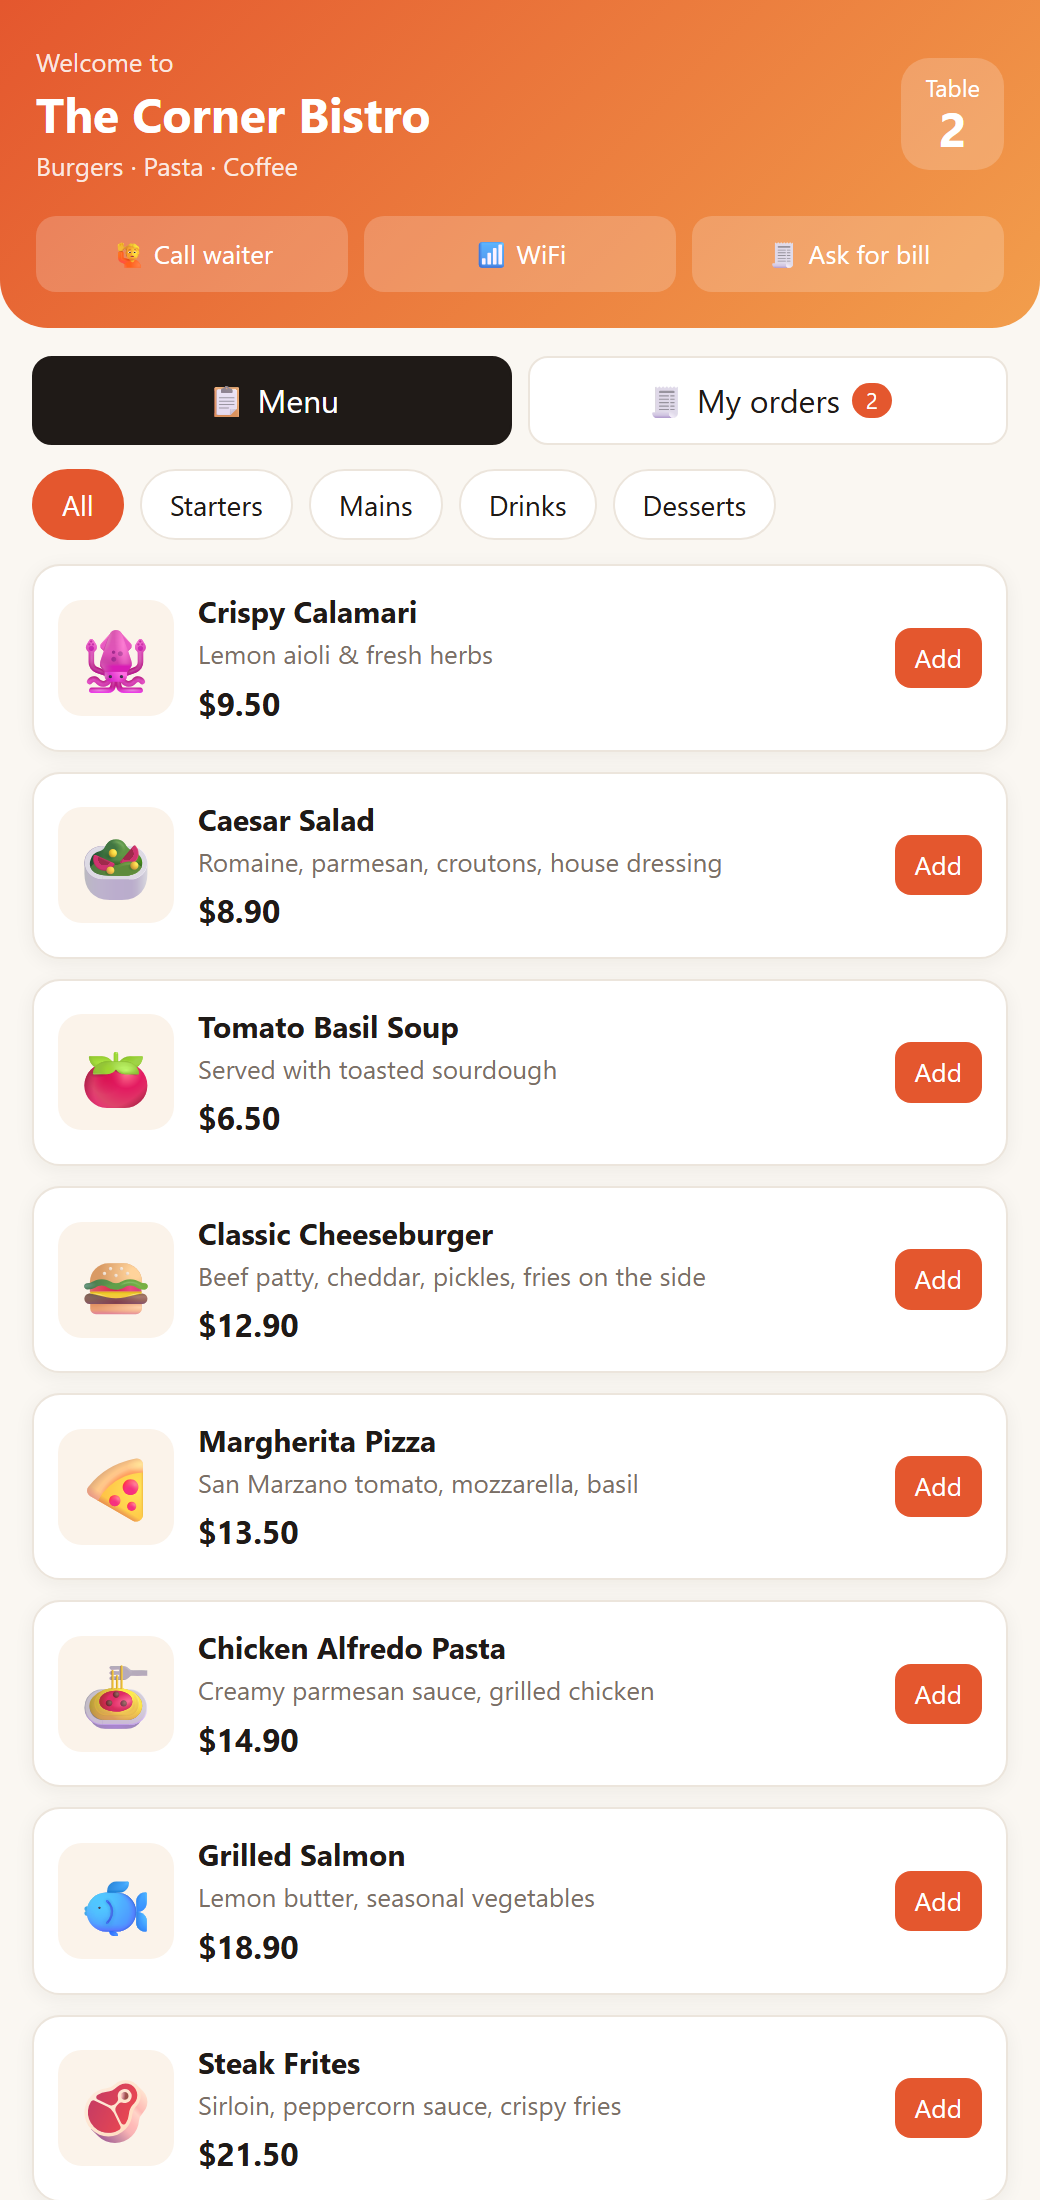 Welcome to
The Corner Bistro
Burgers · Pasta · Coffee
Table
2
Call waiter
WiFi
Ask for bill
Menu
My orders 2
All
Starters
Mains
Drinks
Desserts
Crispy Calamari
Lemon aioli & fresh herbs
$9.50
Add
Caesar Salad
Romaine, parmesan, croutons, house dressing
$8.90
Add
Tomato Basil Soup
Served with toasted sourdough
$6.50
Add
Classic Cheeseburger
Beef patty, cheddar, pickles, fries on the side
$12.90
Add
Margherita Pizza
San Marzano tomato, mozzarella, basil
$13.50
Add
Chicken Alfredo Pasta
Creamy parmesan sauce, grilled chicken
$14.90
Add
Grilled Salmon
Lemon butter, seasonal vegetables
$18.90
Add
Steak Frites
Sirloin, peppercorn sauce, crispy fries
$21.50
Add